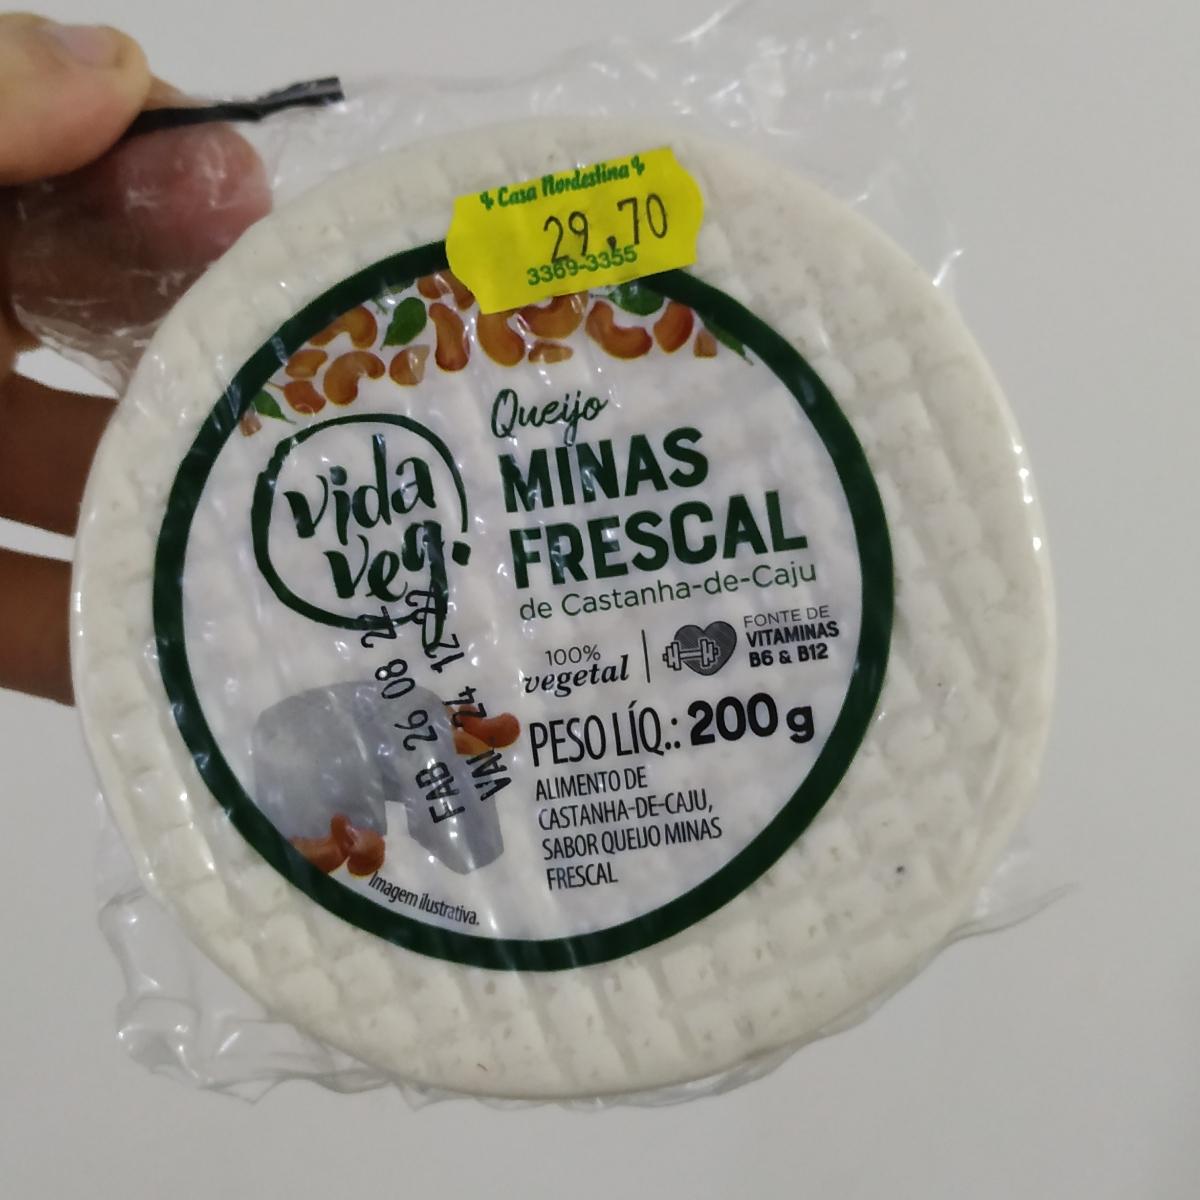 Casa Nordestina
29.70
3369-3355
Queijo
MINAS
FRESCAL
de Castanha-de-Caju
vida
veg.
100%
vegetal
FONTE DE
VITAMINAS
B6 & B12
PESO LÍQ.: 200 g
ALIMENTO DE
CASTANHA-DE-CAJU,
SABOR QUEIJO MINAS
FRESCAL
FAB 26 08
VAL 24 12
Imagem ilustrativa.